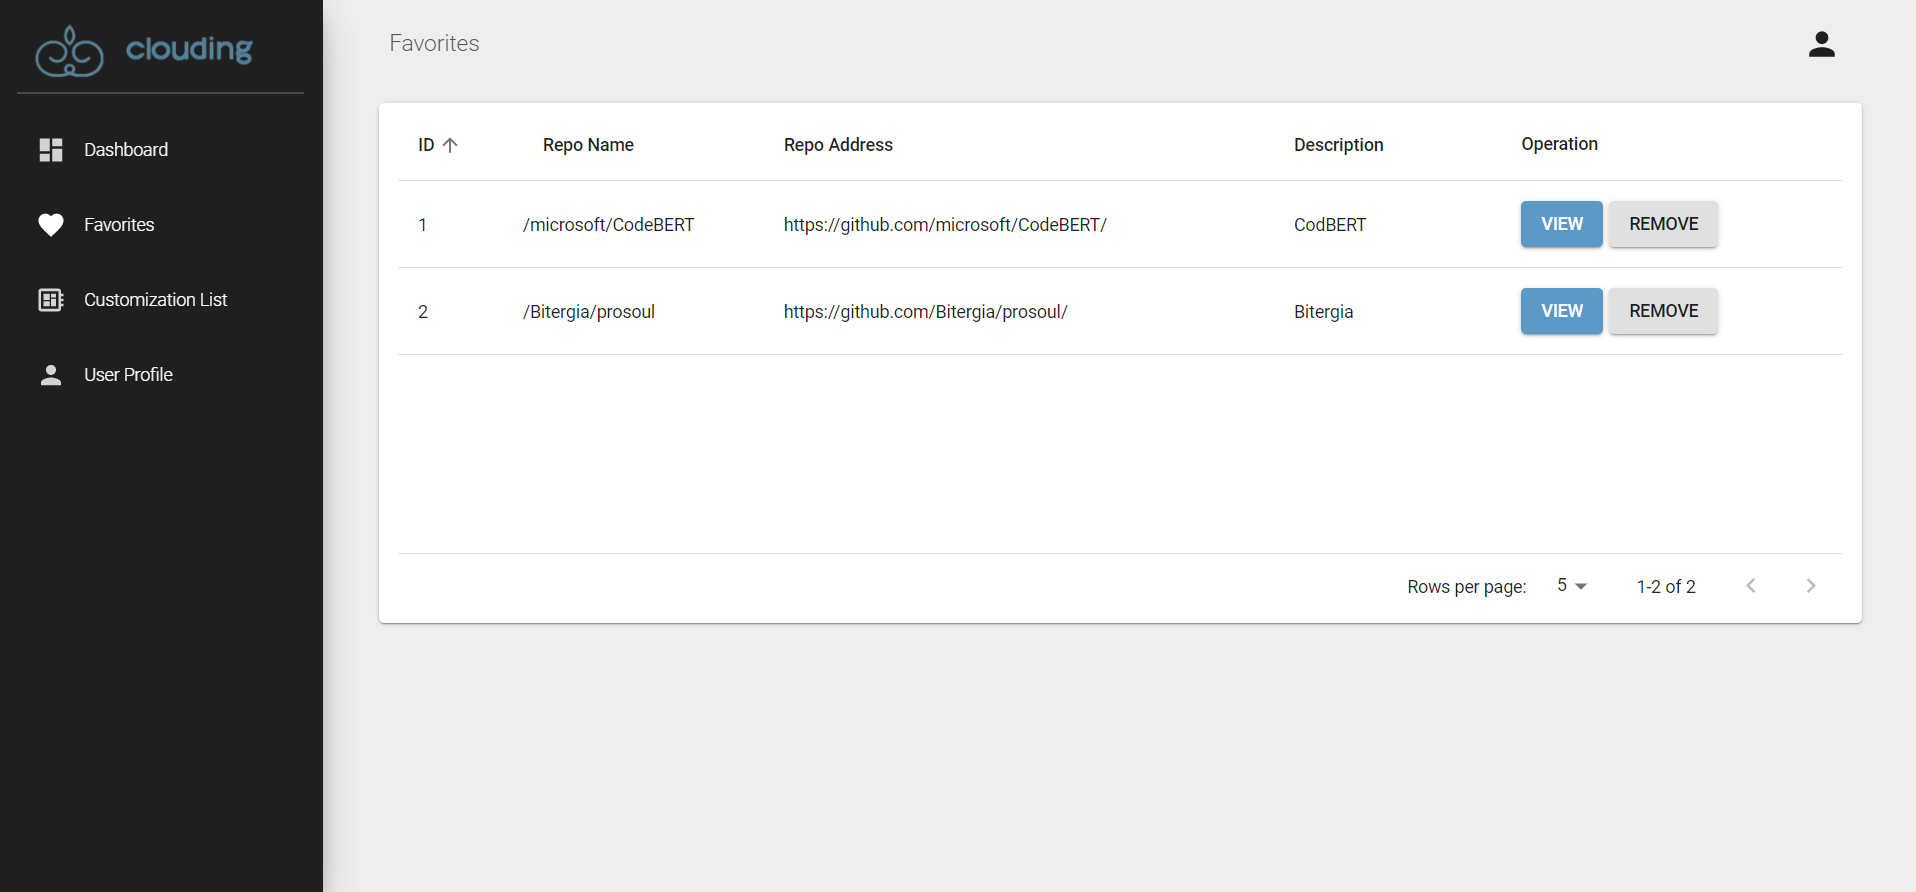 clouding
Favorites
Dashboard
Favorites
Customization List
User Profile
ID Repo Name Repo Address Description Operation
1 /microsoft/CodeBERT https://github.com/microsoft/CodeBERT/ CodBERT VIEW REMOVE
2 /Bitergia/prosoul https://github.com/Bitergia/prosoul/ Bitergia VIEW REMOVE
Rows per page: 5 1-2 of 2